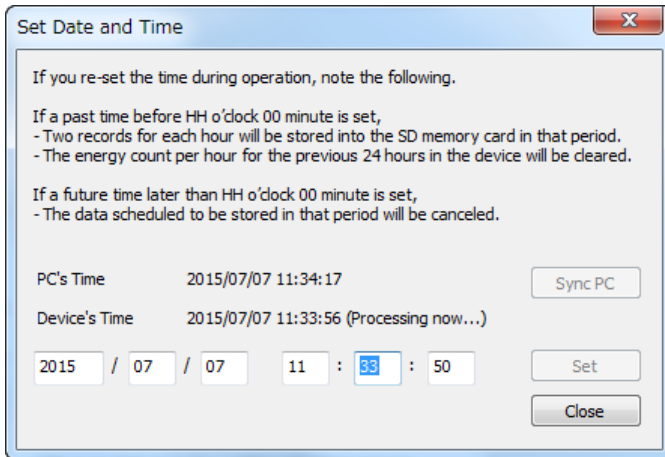 Set Date and Time
If you re-set the time during operation, note the following.
If a past time before HH o'clock 00 minute is set,
- Two records for each hour will be stored into the SD memory card in that period.
- The energy count per hour for the previous 24 hours in the device will be cleared.
If a future time later than HH o'clock 00 minute is set,
- The data scheduled to be stored in that period will be canceled.
PC's Time 2015/07/07 11:34:17 Sync PC
Device's Time 2015/07/07 11:33:56 (Processing now...)
2015 / 07 / 07 11 : 33 : 50 Set
Close